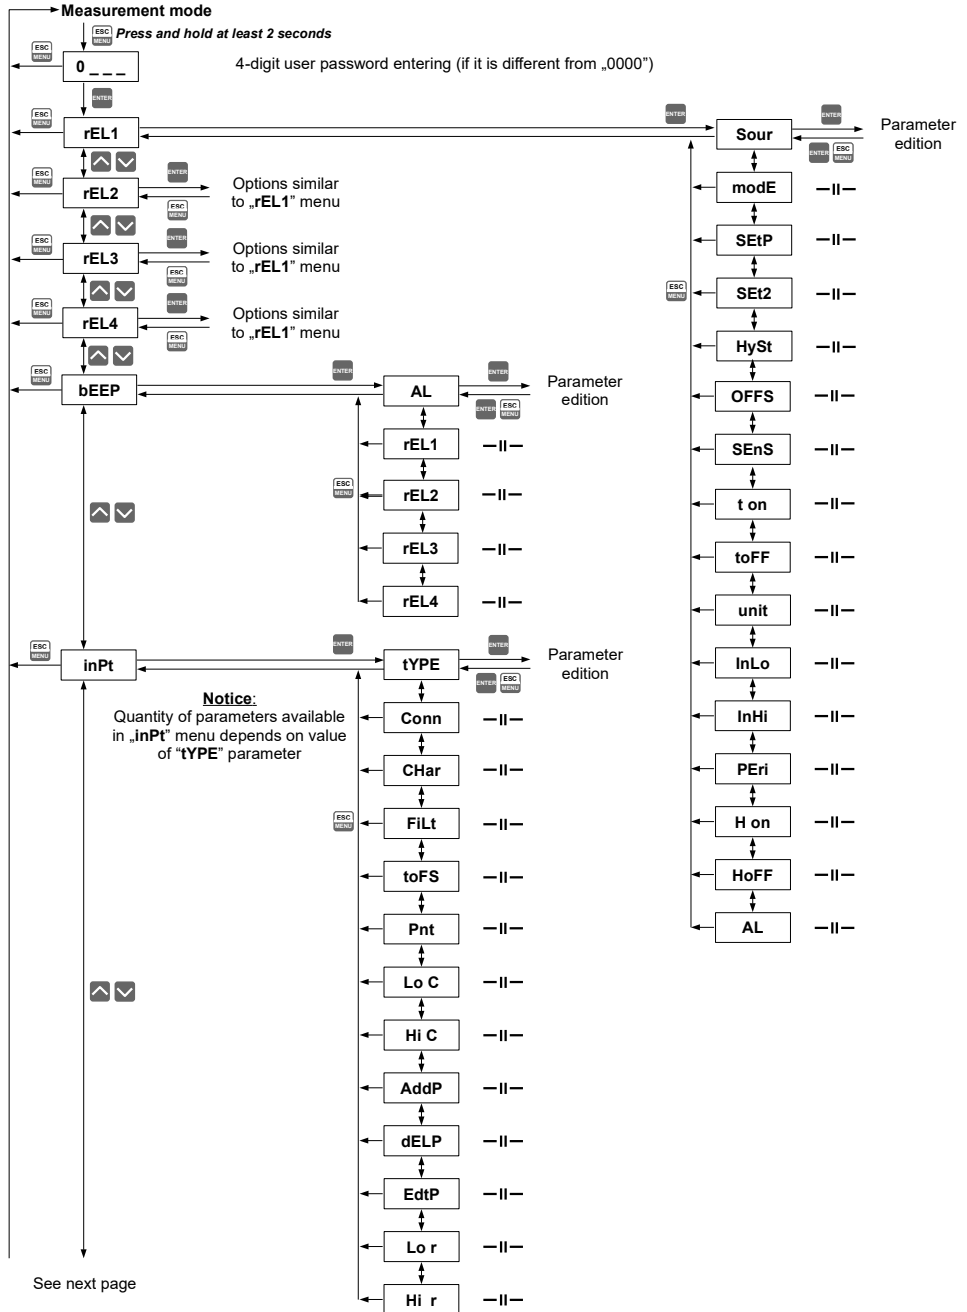 Measurement mode
ESC MENU Press and hold at least 2 seconds
ESC MENU
0 _ _ _
4-digit user password entering (if it is different from „0000”)
ENTER
ESC MENU
rEL1
ENTER
Sour
ENTER
ENTER ESC MENU
Parameter
edition
modE
–II–
ESC MENU
rEL2
ENTER
ESC MENU
Options similar
to „rEL1” menu
SEtP
–II–
ESC MENU
rEL3
ENTER
ESC MENU
Options similar
to „rEL1” menu
ESC MENU
SEt2
–II–
ESC MENU
rEL4
ENTER
ESC MENU
Options similar
to „rEL1” menu
HySt
–II–
ESC MENU
bEEP
ENTER
AL
ENTER
ENTER ESC MENU
Parameter
edition
OFFS
–II–
rEL1
–II–
SEnS
–II–
ESC MENU
rEL2
–II–
t on
–II–
rEL3
–II–
toFF
–II–
rEL4
–II–
unit
–II–
ESC MENU
inPt
ENTER
tYPE
ENTER
ENTER ESC MENU
Parameter
edition
InLo
–II–
Notice:
Quantity of parameters available
in „inPt” menu depends on value
of “tYPE” parameter
Conn
–II–
InHi
–II–
CHar
–II–
PEri
–II–
ESC MENU
FiLt
–II–
H on
–II–
toFS
–II–
HoFF
–II–
Pnt
–II–
AL
–II–
Lo C
–II–
Hi C
–II–
AddP
–II–
dELP
–II–
EdtP
–II–
Lo r
–II–
See next page
Hi r
–II–